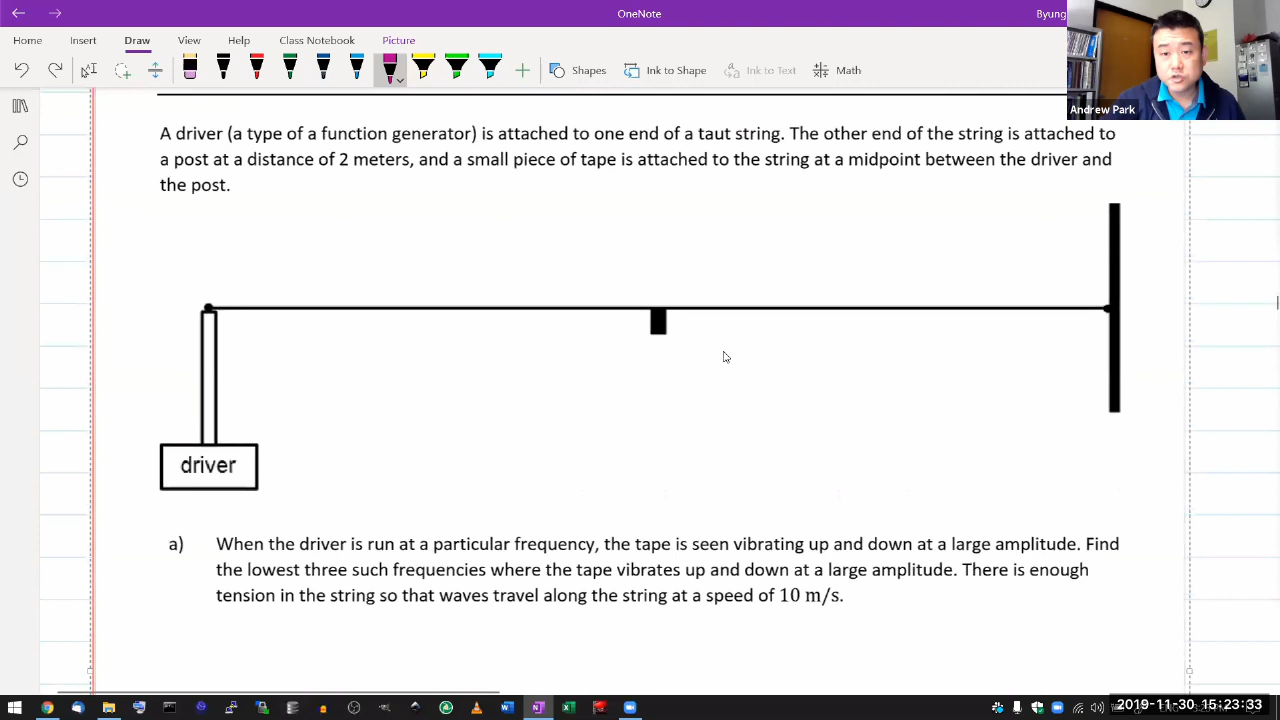 OneNote
Byung
Home Insert Draw View Help Class Notebook Picture
Shapes Ink to Shape Ink to Text Math
Andrew Park
A driver (a type of a function generator) is attached to one end of a taut string. The other end of the string is attached to
a post at a distance of 2 meters, and a small piece of tape is attached to the string at a midpoint between the driver and
the post.
driver
a) When the driver is run at a particular frequency, the tape is seen vibrating up and down at a large amplitude. Find
the lowest three such frequencies where the tape vibrates up and down at a large amplitude. There is enough
tension in the string so that waves travel along the string at a speed of 10 m/s.
2019-11-30 15:23:33